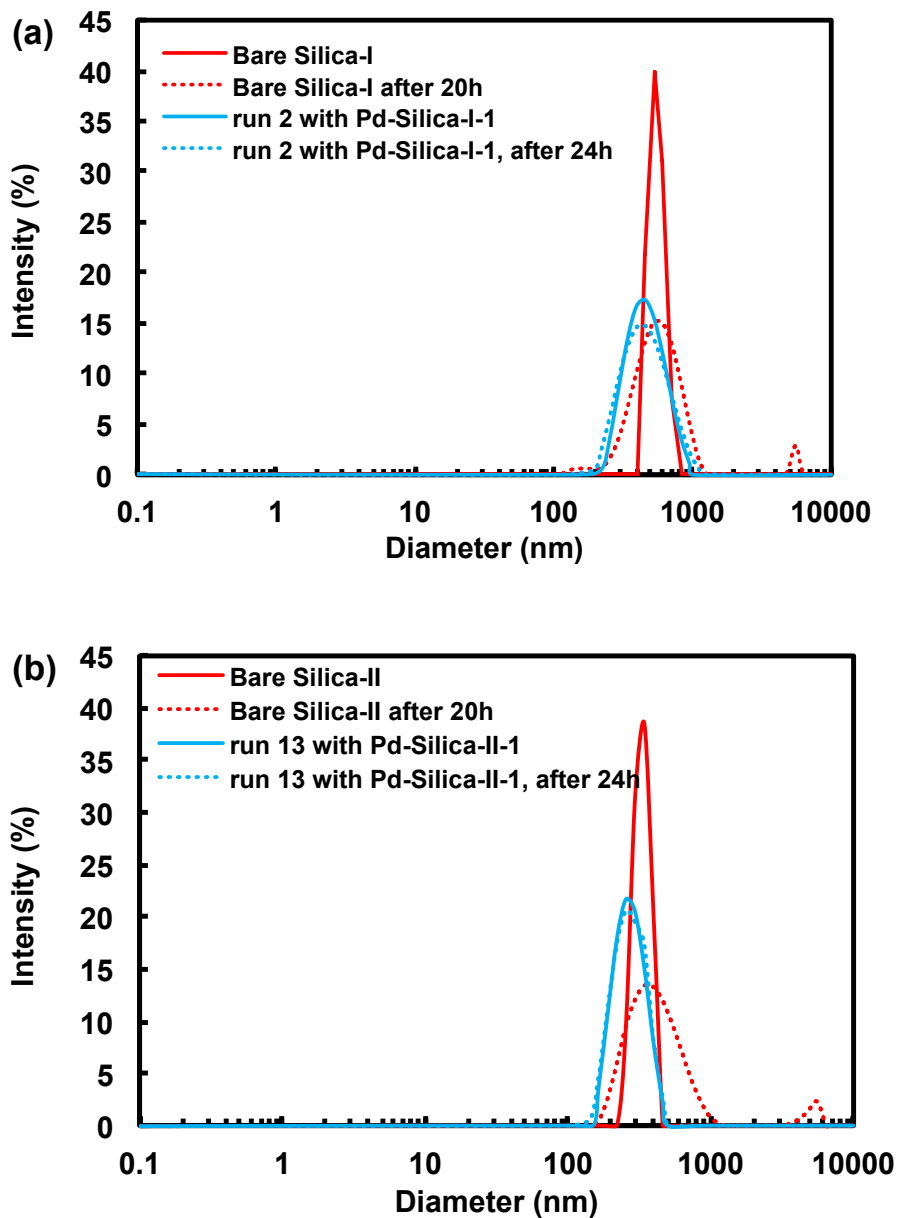 (a)
Bare Silica-I
Bare Silica-I after 20h
run 2 with Pd-Silica-I-1
run 2 with Pd-Silica-I-1, after 24h
45
40
35
30
25
20
15
10
5
0
Intensity (%)
0.1 1 10 100 1000 10000
Diameter (nm)
(b)
Bare Silica-II
Bare Silica-II after 20h
run 13 with Pd-Silica-II-1
run 13 with Pd-Silica-II-1, after 24h
45
40
35
30
25
20
15
10
5
0
Intensity (%)
0.1 1 10 100 1000 10000
Diameter (nm)